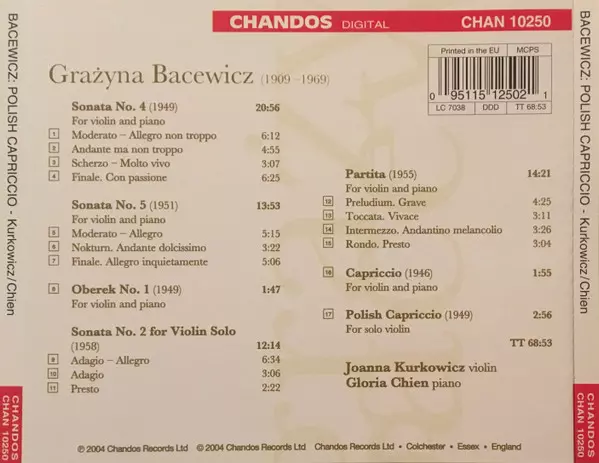 BACEWICZ: POLISH CAPRICCIO - Kurkowicz/Chien
CHANDOS
CHAN 10250
CHANDOS DIGITAL
CHAN 10250
Printed in the EU
MCPS
0 95115 12502 1
LC 7038
DDD
TT 68:53
Grażyna Bacewicz (1909 –1969)
Sonata No. 4 (1949) 20:56
For violin and piano
1 Moderato – Allegro non troppo 6:12
2 Andante ma non troppo 4:55
3 Scherzo – Molto vivo 3:07
4 Finale. Con passione 6:25
Sonata No. 5 (1951) 13:53
For violin and piano
5 Moderato – Allegro 5:15
6 Nokturn. Andante dolcissimo 3:22
7 Finale. Allegro inquietamente 5:06
8 Oberek No. 1 (1949) 1:47
For violin and piano
Sonata No. 2 for Violin Solo
(1958) 12:14
9 Adagio – Allegro 6:34
10 Adagio 3:06
11 Presto 2:22
Partita (1955) 14:21
For violin and piano
12 Preludium. Grave 4:25
13 Toccata. Vivace 3:11
14 Intermezzo. Andantino melancolio 3:26
15 Rondo. Presto 3:04
16 Capriccio (1946) 1:55
For violin and piano
17 Polish Capriccio (1949) 2:56
For solo violin
TT 68:53
Joanna Kurkowicz violin
Gloria Chien piano
℗ 2004 Chandos Records Ltd © 2004 Chandos Records Ltd Chandos Records Ltd • Colchester • Essex • England
BACEWICZ: POLISH CAPRICCIO - Kurkowicz/Chien
CHANDOS
CHAN 10250